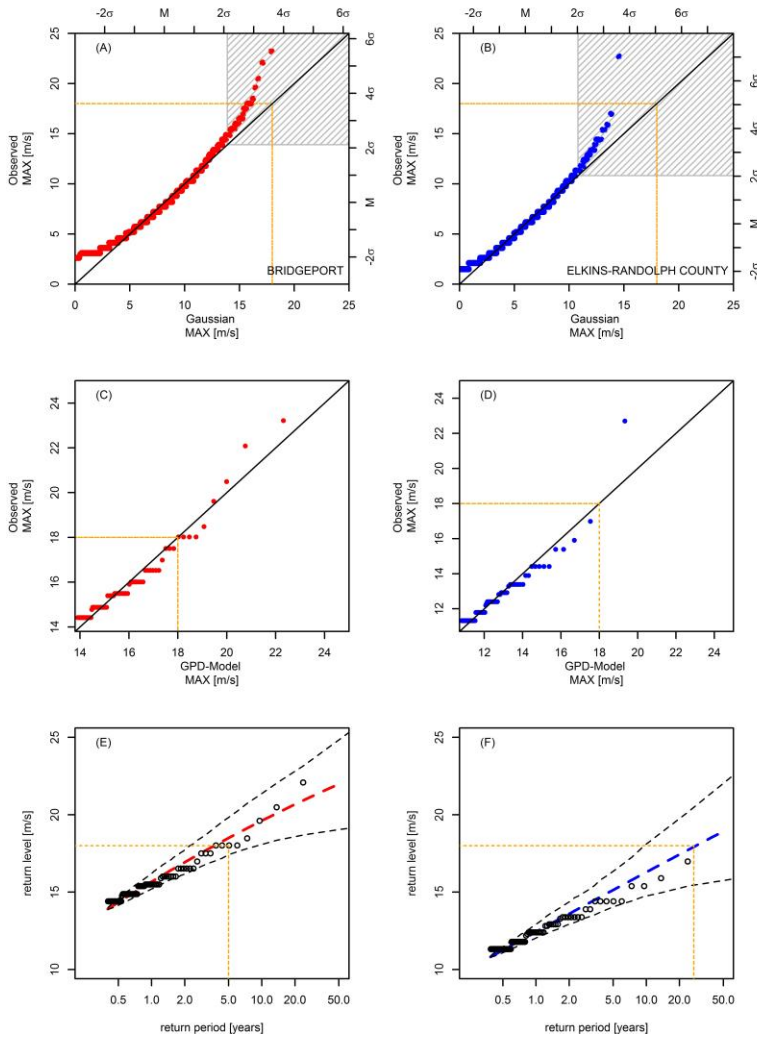 -2σ M 2σ 4σ 6σ
-2σ M 2σ 4σ 6σ
(A)
25
20
15
10
5
0
Observed
MAX [m/s]
6σ
4σ
2σ
M
-2σ
BRIDGEPORT
0 5 10 15 20 25
Gaussian
MAX [m/s]
(B)
25
20
15
10
5
0
Observed
MAX [m/s]
6σ
4σ
2σ
M
-2σ
ELKINS-RANDOLPH COUNTY
0 5 10 15 20 25
Gaussian
MAX [m/s]
(C)
24
22
20
18
16
14
Observed
MAX [m/s]
14 16 18 20 22 24
GPD-Model
MAX [m/s]
(D)
24
22
20
18
16
14
12
Observed
MAX [m/s]
12 14 16 18 20 22 24
GPD-Model
MAX [m/s]
(E)
25
20
15
10
return level [m/s]
0.5 1.0 2.0 5.0 10.0 20.0 50.0
return period [years]
(F)
25
20
15
10
return level [m/s]
0.5 1.0 2.0 5.0 10.0 20.0 50.0
return period [years]